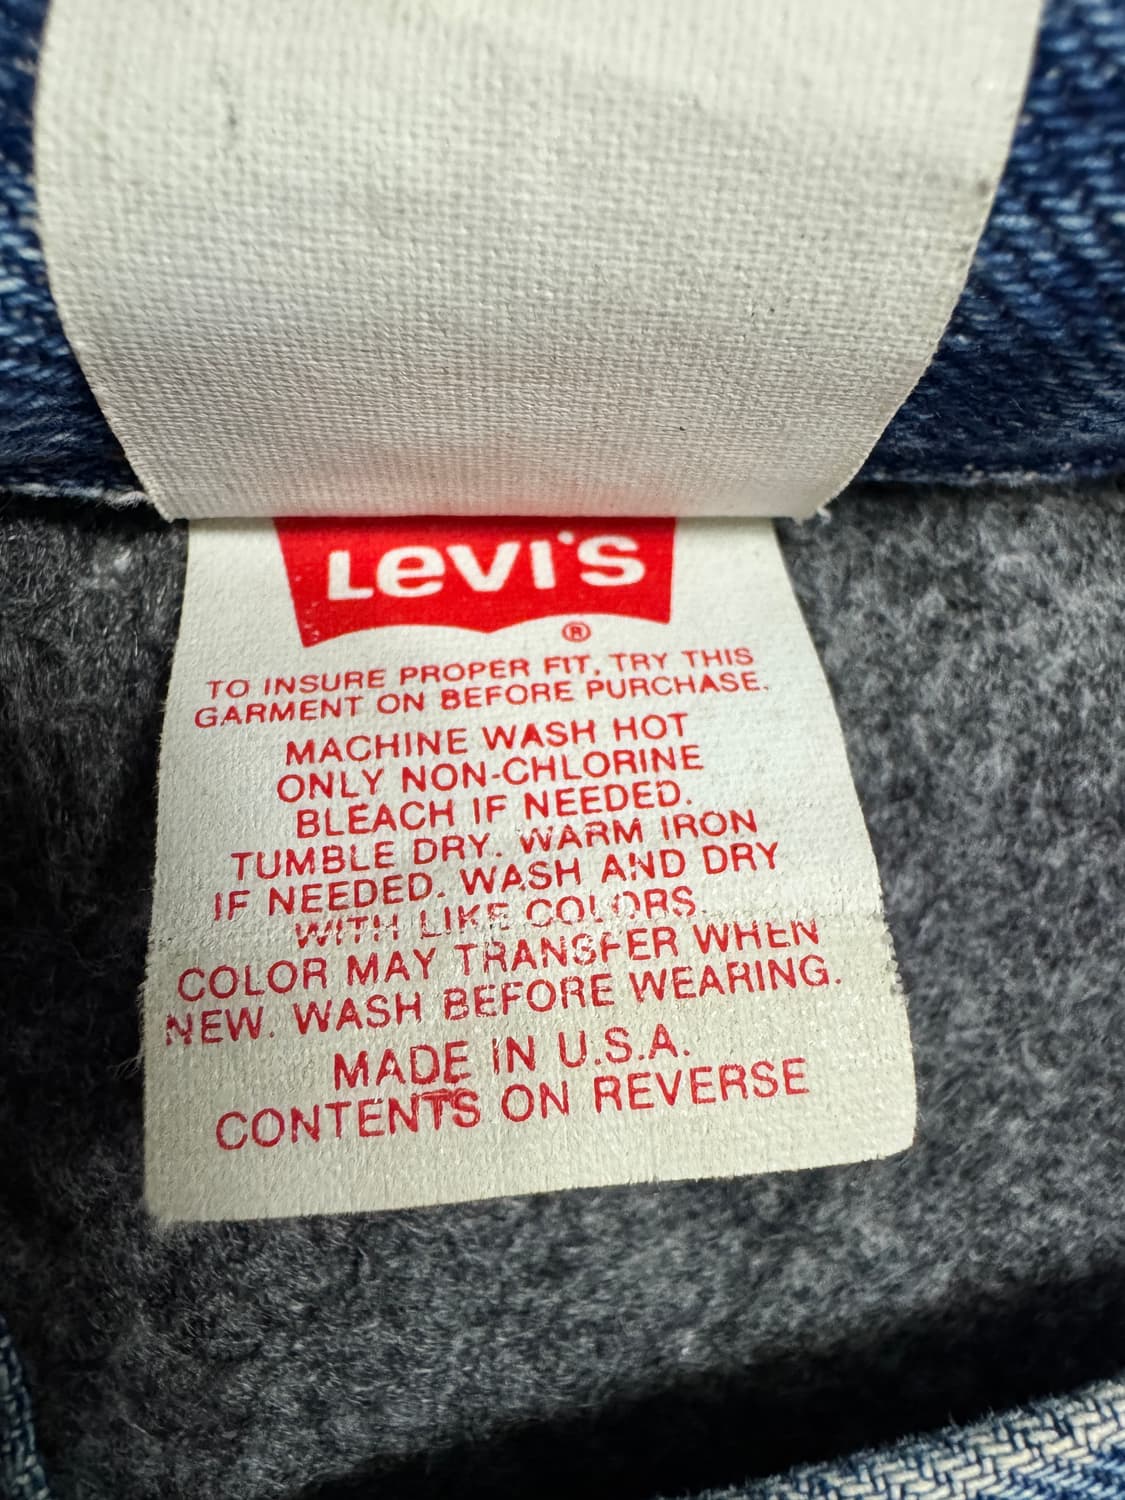 LEVI'S
®
TO INSURE PROPER FIT, TRY THIS
GARMENT ON BEFORE PURCHASE.
MACHINE WASH HOT
ONLY NON-CHLORINE
BLEACH IF NEEDED.
TUMBLE DRY. WARM IRON
IF NEEDED. WASH AND DRY
WITH LIKE COLORS.
COLOR MAY TRANSFER WHEN
NEW. WASH BEFORE WEARING.
MADE IN U.S.A.
CONTENTS ON REVERSE